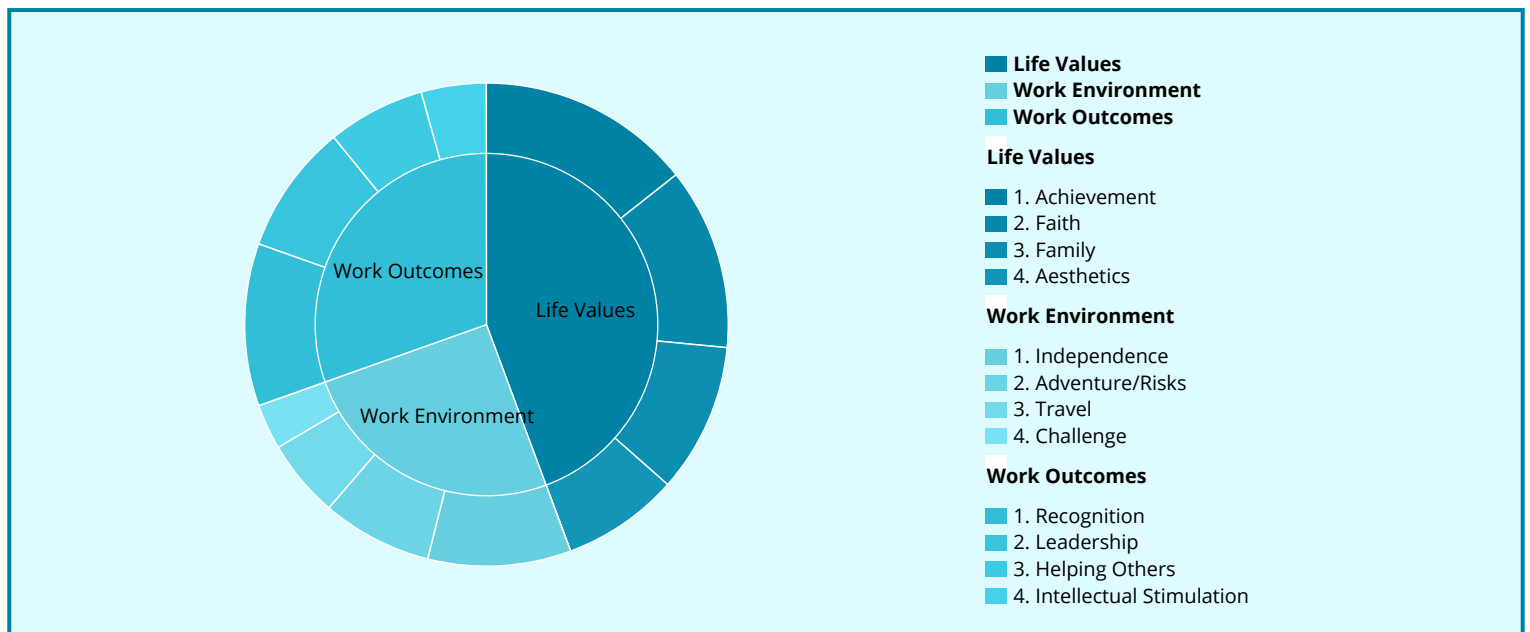 Work Outcomes
Life Values
Work Environment
Life Values
Work Environment
Work Outcomes
Life Values
1. Achievement
2. Faith
3. Family
4. Aesthetics
Work Environment
1. Independence
2. Adventure/Risks
3. Travel
4. Challenge
Work Outcomes
1. Recognition
2. Leadership
3. Helping Others
4. Intellectual Stimulation